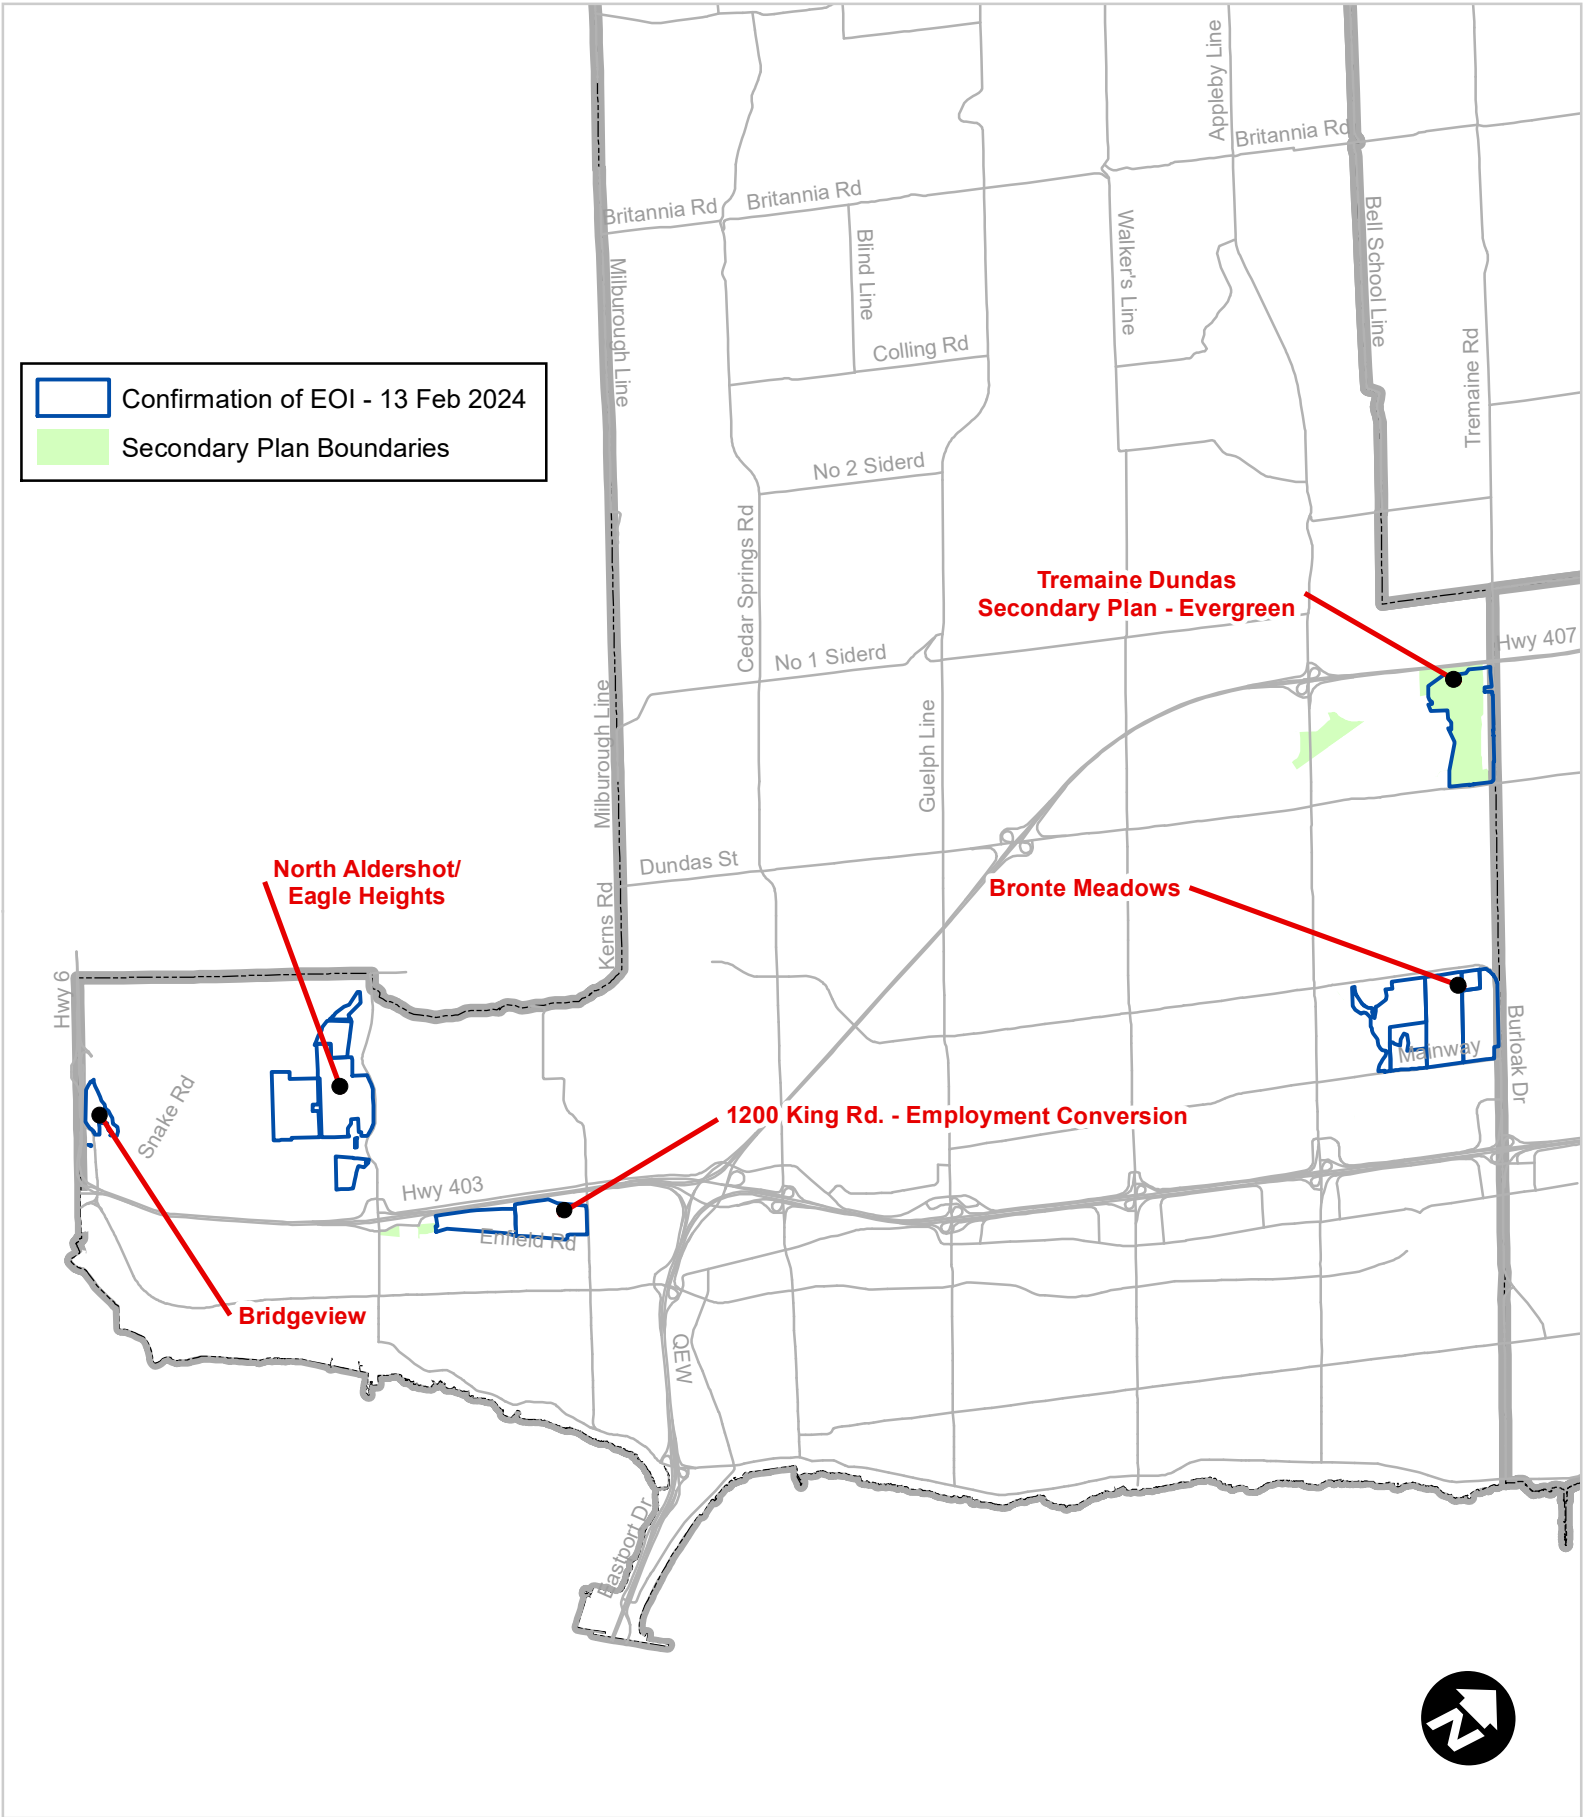 Appleby Line
Britannia Rd
Britannia Rd
Britannia Rd
Milburough Line
Blind Line
Walker's Line
Bell School Line
Tremaine Rd
Colling Rd
Confirmation of EOI - 13 Feb 2024
Secondary Plan Boundaries
No 2 Siderd
Cedar Springs Rd
Tremaine Dundas
Secondary Plan - Evergreen
Hwy 407
No 1 Siderd
Milburough Line
Guelph Line
Dundas St
North Aldershot/
Eagle Heights
Bronte Meadows
Kerns Rd
Hwy 6
Burloak Dr
Mainway
Snake Rd
1200 King Rd. - Employment Conversion
Hwy 403
Enfield Rd
Bridgeview
QEW
Eastport Dr
N